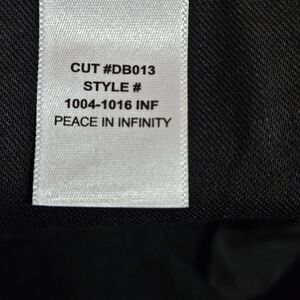 CUT #DB013
STYLE #
1004-1016 INF
PEACE IN INFINITY